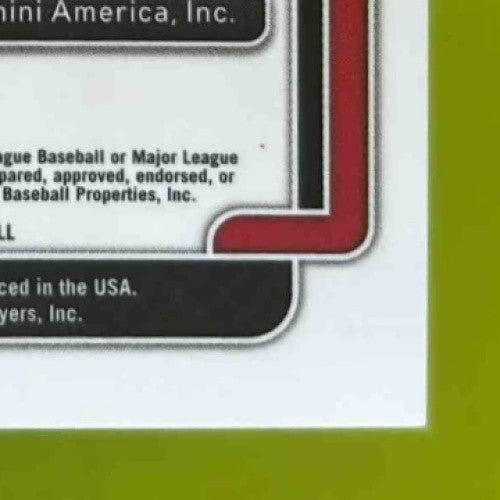 nini America, Inc.
ague Baseball or Major League
pared, approved, endorsed, or
Baseball Properties, Inc.
LL
ced in the USA.
yers, Inc.